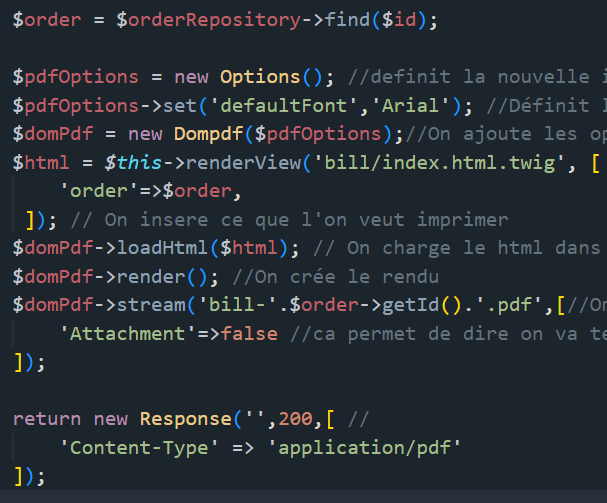 $order = $orderRepository->find($id);
$pdfOptions = new Options(); //definit la nouvelle i
$pdfOptions->set('defaultFont','Arial'); //Définit l
$domPdf = new Dompdf($pdfOptions);//On ajoute les op
$html = $this->renderView('bill/index.html.twig', [
    'order'=>$order,
 ]); // On insere ce que l'on veut imprimer
$domPdf->loadHtml($html); // On charge le html dans
$domPdf->render(); //On crée le rendu
$domPdf->stream('bill-'.$order->getId().'.pdf',[//On
    'Attachment'=>false //ca permet de dire on va te
]);
return new Response('',200,[ //
    'Content-Type' => 'application/pdf'
]);